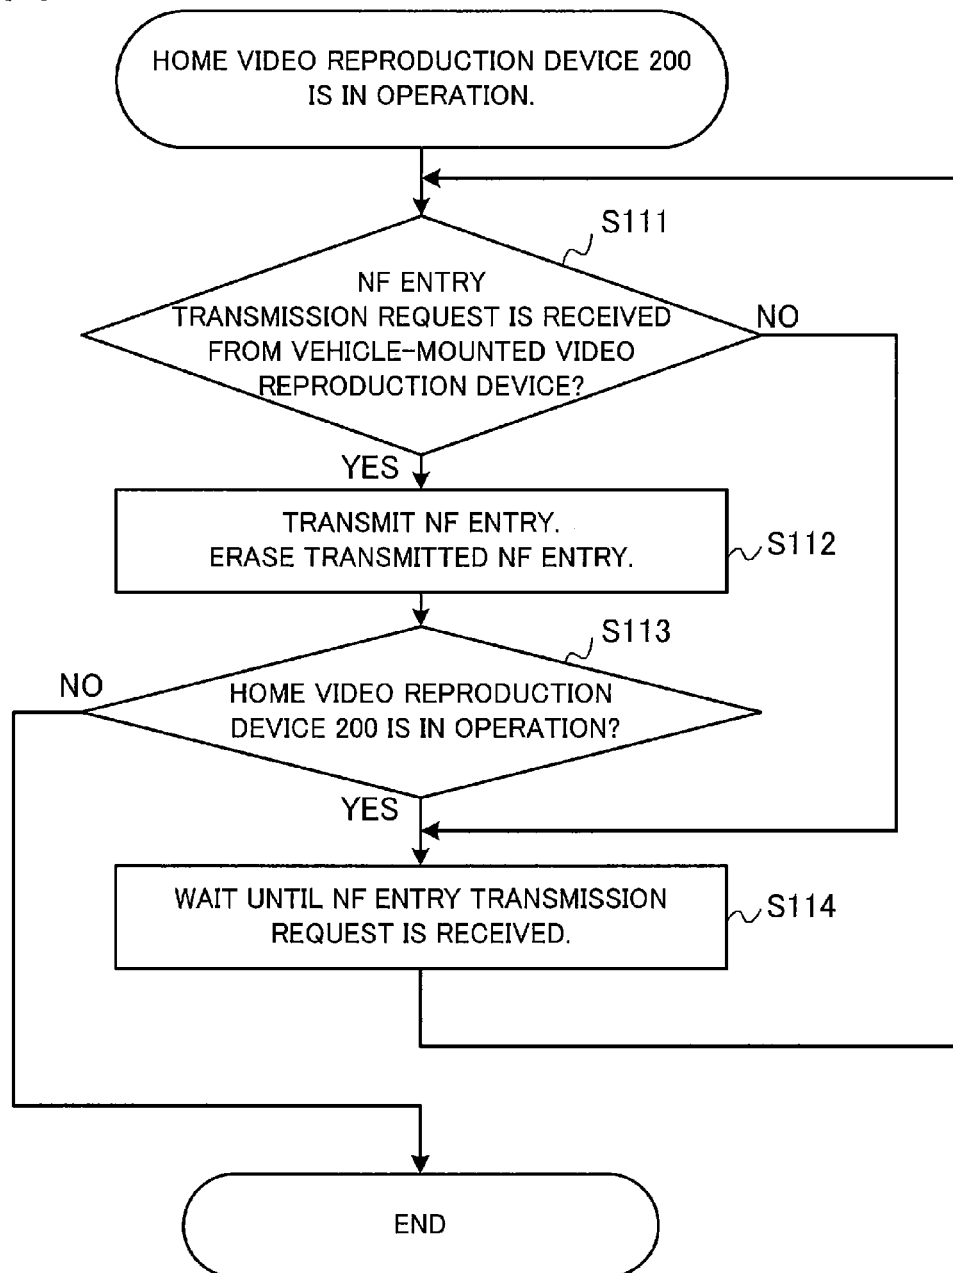 HOME VIDEO REPRODUCTION DEVICE 200
IS IN OPERATION.
S111
NF ENTRY
TRANSMISSION REQUEST IS RECEIVED
FROM VEHICLE-MOUNTED VIDEO
REPRODUCTION DEVICE?
NO
YES
TRANSMIT NF ENTRY.
ERASE TRANSMITTED NF ENTRY.
S112
S113
NO
HOME VIDEO REPRODUCTION
DEVICE 200 IS IN OPERATION?
YES
WAIT UNTIL NF ENTRY TRANSMISSION
REQUEST IS RECEIVED.
S114
END